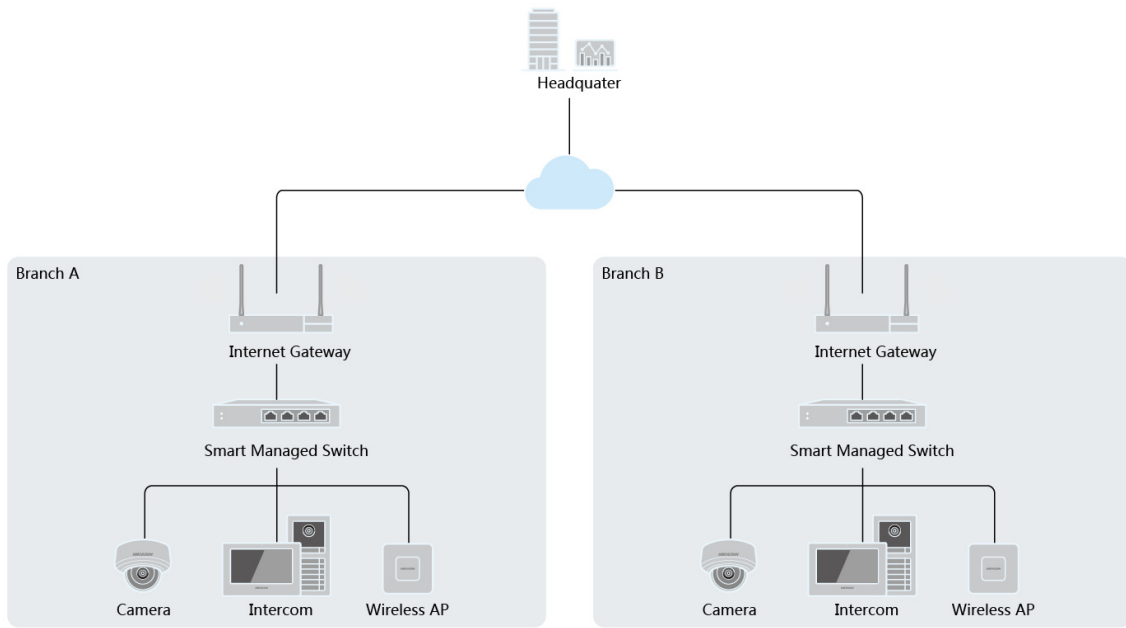 Headquater
Branch A
Internet Gateway
Smart Managed Switch
Camera
Intercom
Wireless AP
Branch B
Internet Gateway
Smart Managed Switch
Camera
Intercom
Wireless AP